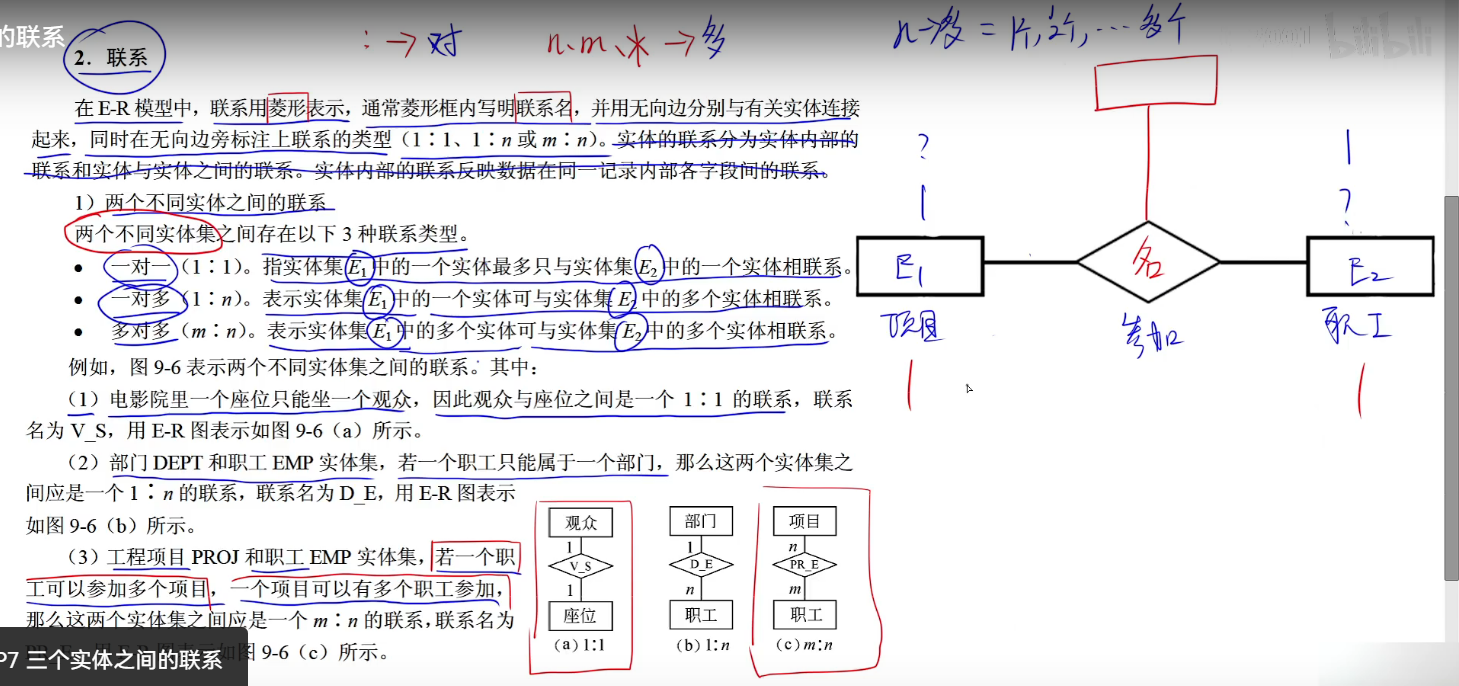 的联系
: → 对
n、m、* → 多
n → 多 = 1个, 2个, … 多个
bilibili
2．联系
在 E-R 模型中，联系用菱形表示，通常菱形框内写明联系名，并用无向边分别与有关实体连接
起来，同时在无向边旁标注上联系的类型（1∶1、1∶n 或 m∶n）。实体的联系分为实体内部的
联系和实体与实体之间的联系。实体内部的联系反映数据在同一记录内部各字段间的联系。
1）两个不同实体之间的联系
两个不同实体集之间存在以下 3 种联系类型。
● 一对一（1∶1）。指实体集 E1 中的一个实体最多只与实体集 E2 中的一个实体相联系。
● 一对多（1∶n）。表示实体集 E1 中的一个实体可与实体集 E2 中的多个实体相联系。
● 多对多（m∶n）。表示实体集 E1 中的多个实体可与实体集 E2 中的多个实体相联系。
例如，图 9-6 表示两个不同实体集之间的联系。其中：
（1）电影院里一个座位只能坐一个观众，因此观众与座位之间是一个 1∶1 的联系，联系
名为 V_S，用 E-R 图表示如图 9-6（a）所示。
（2）部门 DEPT 和职工 EMP 实体集，若一个职工只能属于一个部门，那么这两个实体集之
间应是一个 1∶n 的联系，联系名为 D_E，用 E-R 图表示
如图 9-6（b）所示。
（3）工程项目 PROJ 和职工 EMP 实体集，若一个职
工可以参加多个项目，一个项目可以有多个职工参加，
那么这两个实体集之间应是一个 m∶n 的联系，联系名为
图 9-6（c）所示。
P7 三个实体之间的联系
观众
1
V_S
1
座位
(a) 1:1
部门
1
D_E
n
职工
(b) 1:n
项目
n
PR_E
m
职工
(c) m:n
? 1
1 ?
E1 名 E2
项目 参加 职工
1 1